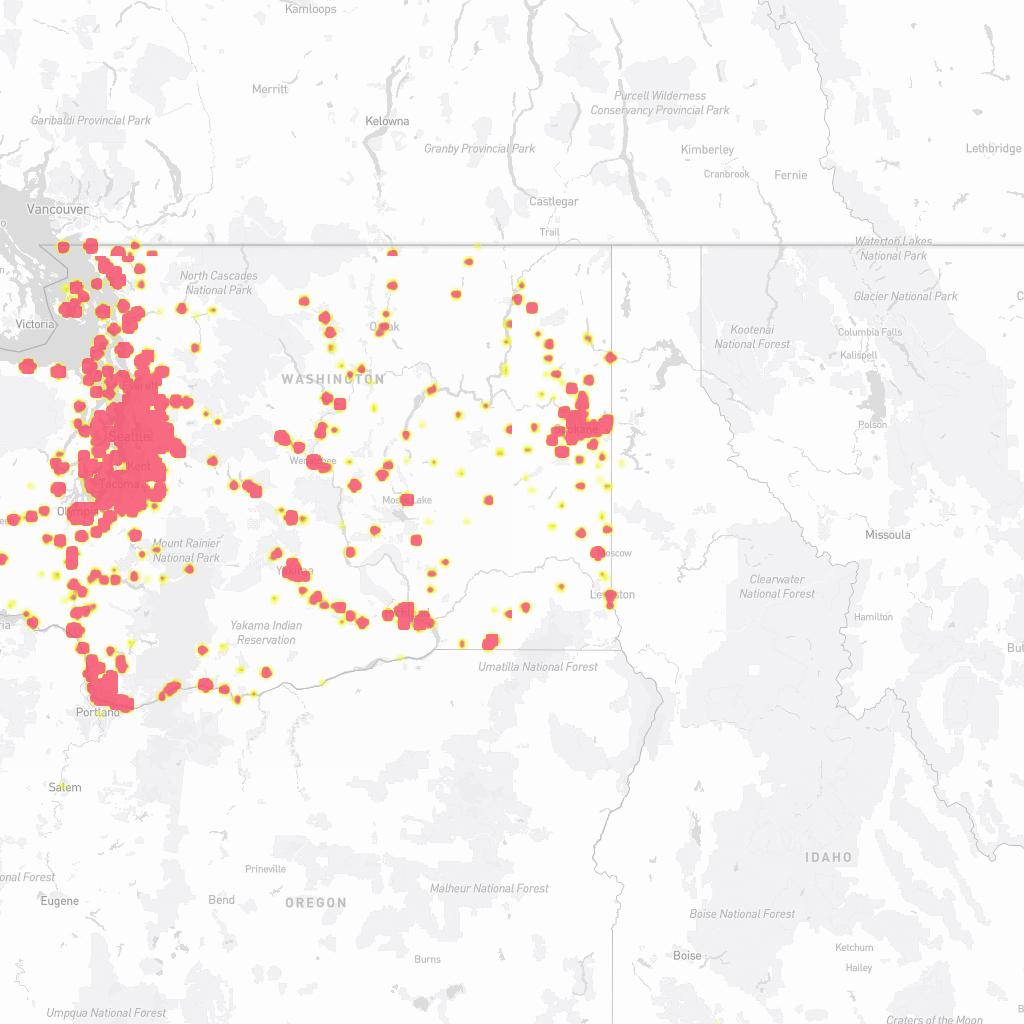 Kamloops
Merritt
Purcell Wilderness
Conservancy Provincial Park
Garibaldi Provincial Park
Kelowna
Granby Provincial Park
Kimberley
Lethbridge
Cranbrook
Fernie
Castlegar
Vancouver
Trail
Waterton Lakes
National Park
North Cascades
National Park
Glacier National Park
Victoria
Omak
Kootenai
National Forest
Columbia Falls
Kalispell
WASHINGTON
Everett
Polson
Seattle
Spokane
Kent
Wenatchee
Tacoma
Moses Lake
Olympia
Missoula
Mount Rainier
National Park
Moscow
Yakima
Clearwater
National Forest
Lewiston
Hamilton
Yakama Indian
Reservation
Umatilla National Forest
Portland
Salem
IDAHO
Prineville
onal Forest
Malheur National Forest
Eugene
Bend
OREGON
Boise National Forest
Burns
Boise
Ketchum
Hailey
Umpqua National Forest
Craters of the Moon